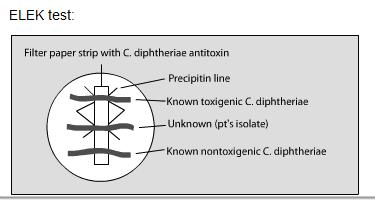 ELEK test:
Filter paper strip with C. diphtheriae antitoxin
Precipitin line
Known toxigenic C. diphtheriae
Unknown (pt's isolate)
Known nontoxigenic C. diphtheriae